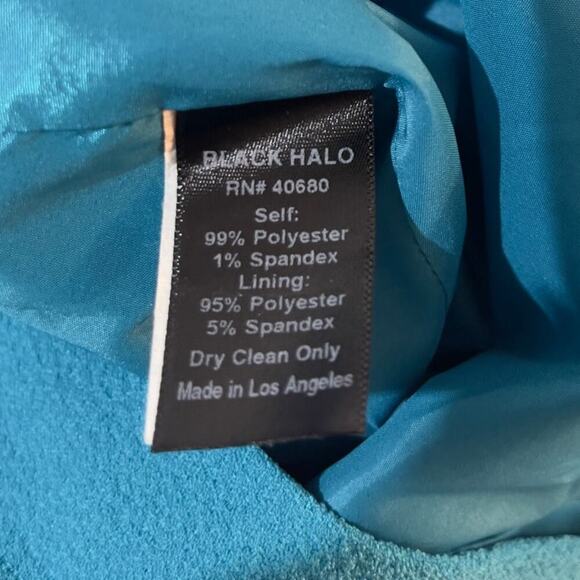 BLACK HALO
RN# 40680
Self:
99% Polyester
1% Spandex
Lining:
95% Polyester
5% Spandex
Dry Clean Only
Made in Los Angeles